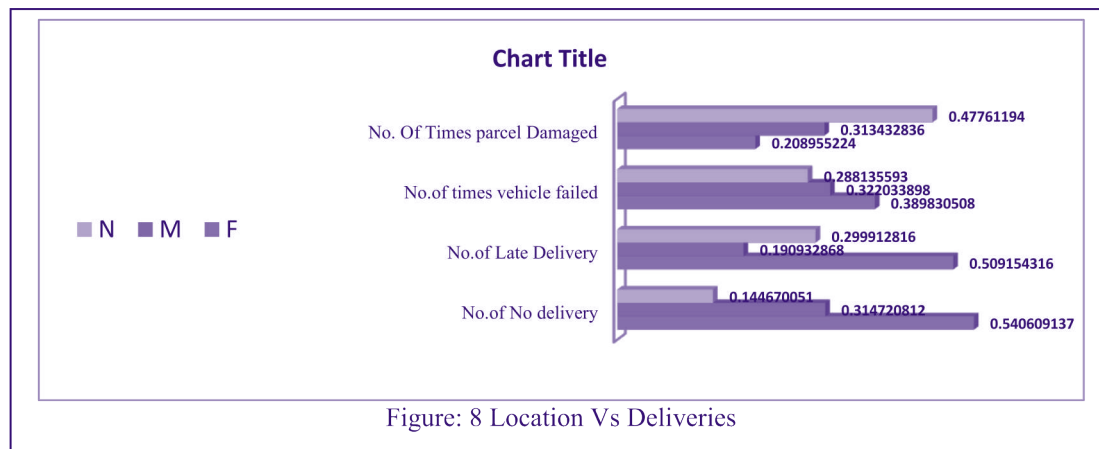 Chart Title
No. Of Times parcel Damaged
0.47761194
0.313432836
0.208955224
No.of times vehicle failed
0.288135593
0.322033898
0.389830508
N M F
No.of Late Delivery
0.299912816
0.190932868
0.509154316
No.of No delivery
0.144670051
0.314720812
0.540609137
Figure: 8 Location Vs Deliveries